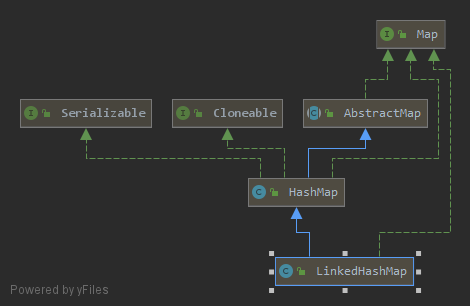 I Map
I Serializable
I Cloneable
C AbstractMap
C HashMap
C LinkedHashMap
Powered by yFiles